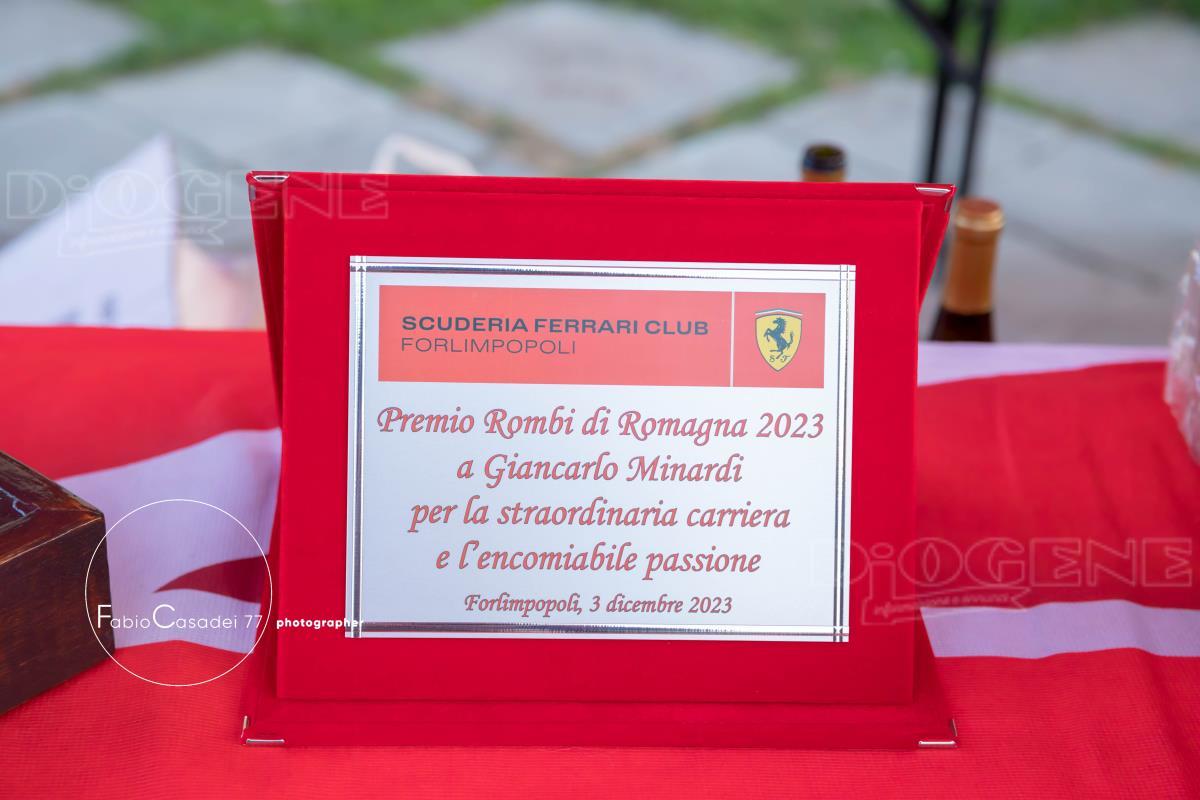 DiOGENE
SCUDERIA FERRARI CLUB
FORLIMPOPOLI
S F
Premio Rombi di Romagna 2023
a Giancarlo Minardi
per la straordinaria carriera
e l'encomiabile passione
Forlimpopoli, 3 dicembre 2023
DiOGENE
FabioCasadei 77 photographer